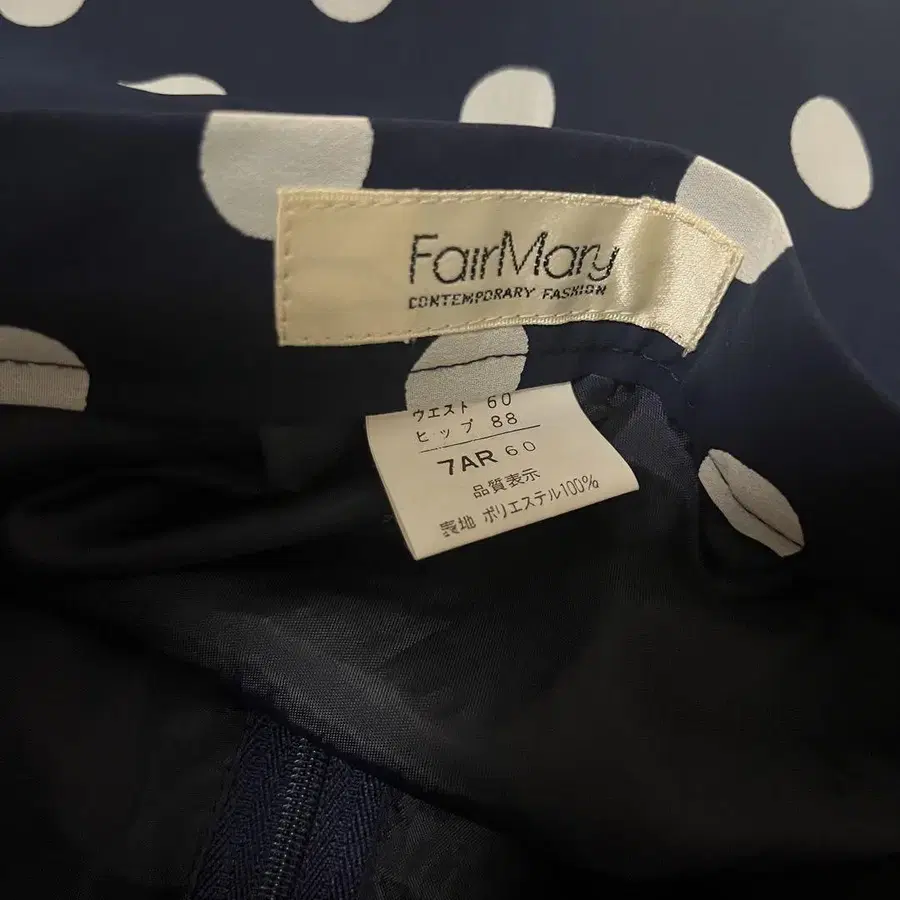 FairMary
CONTEMPORARY FASHION
ウエスト 60
ヒップ 88
7AR 60
品質表示
表地 ポリエステル100%